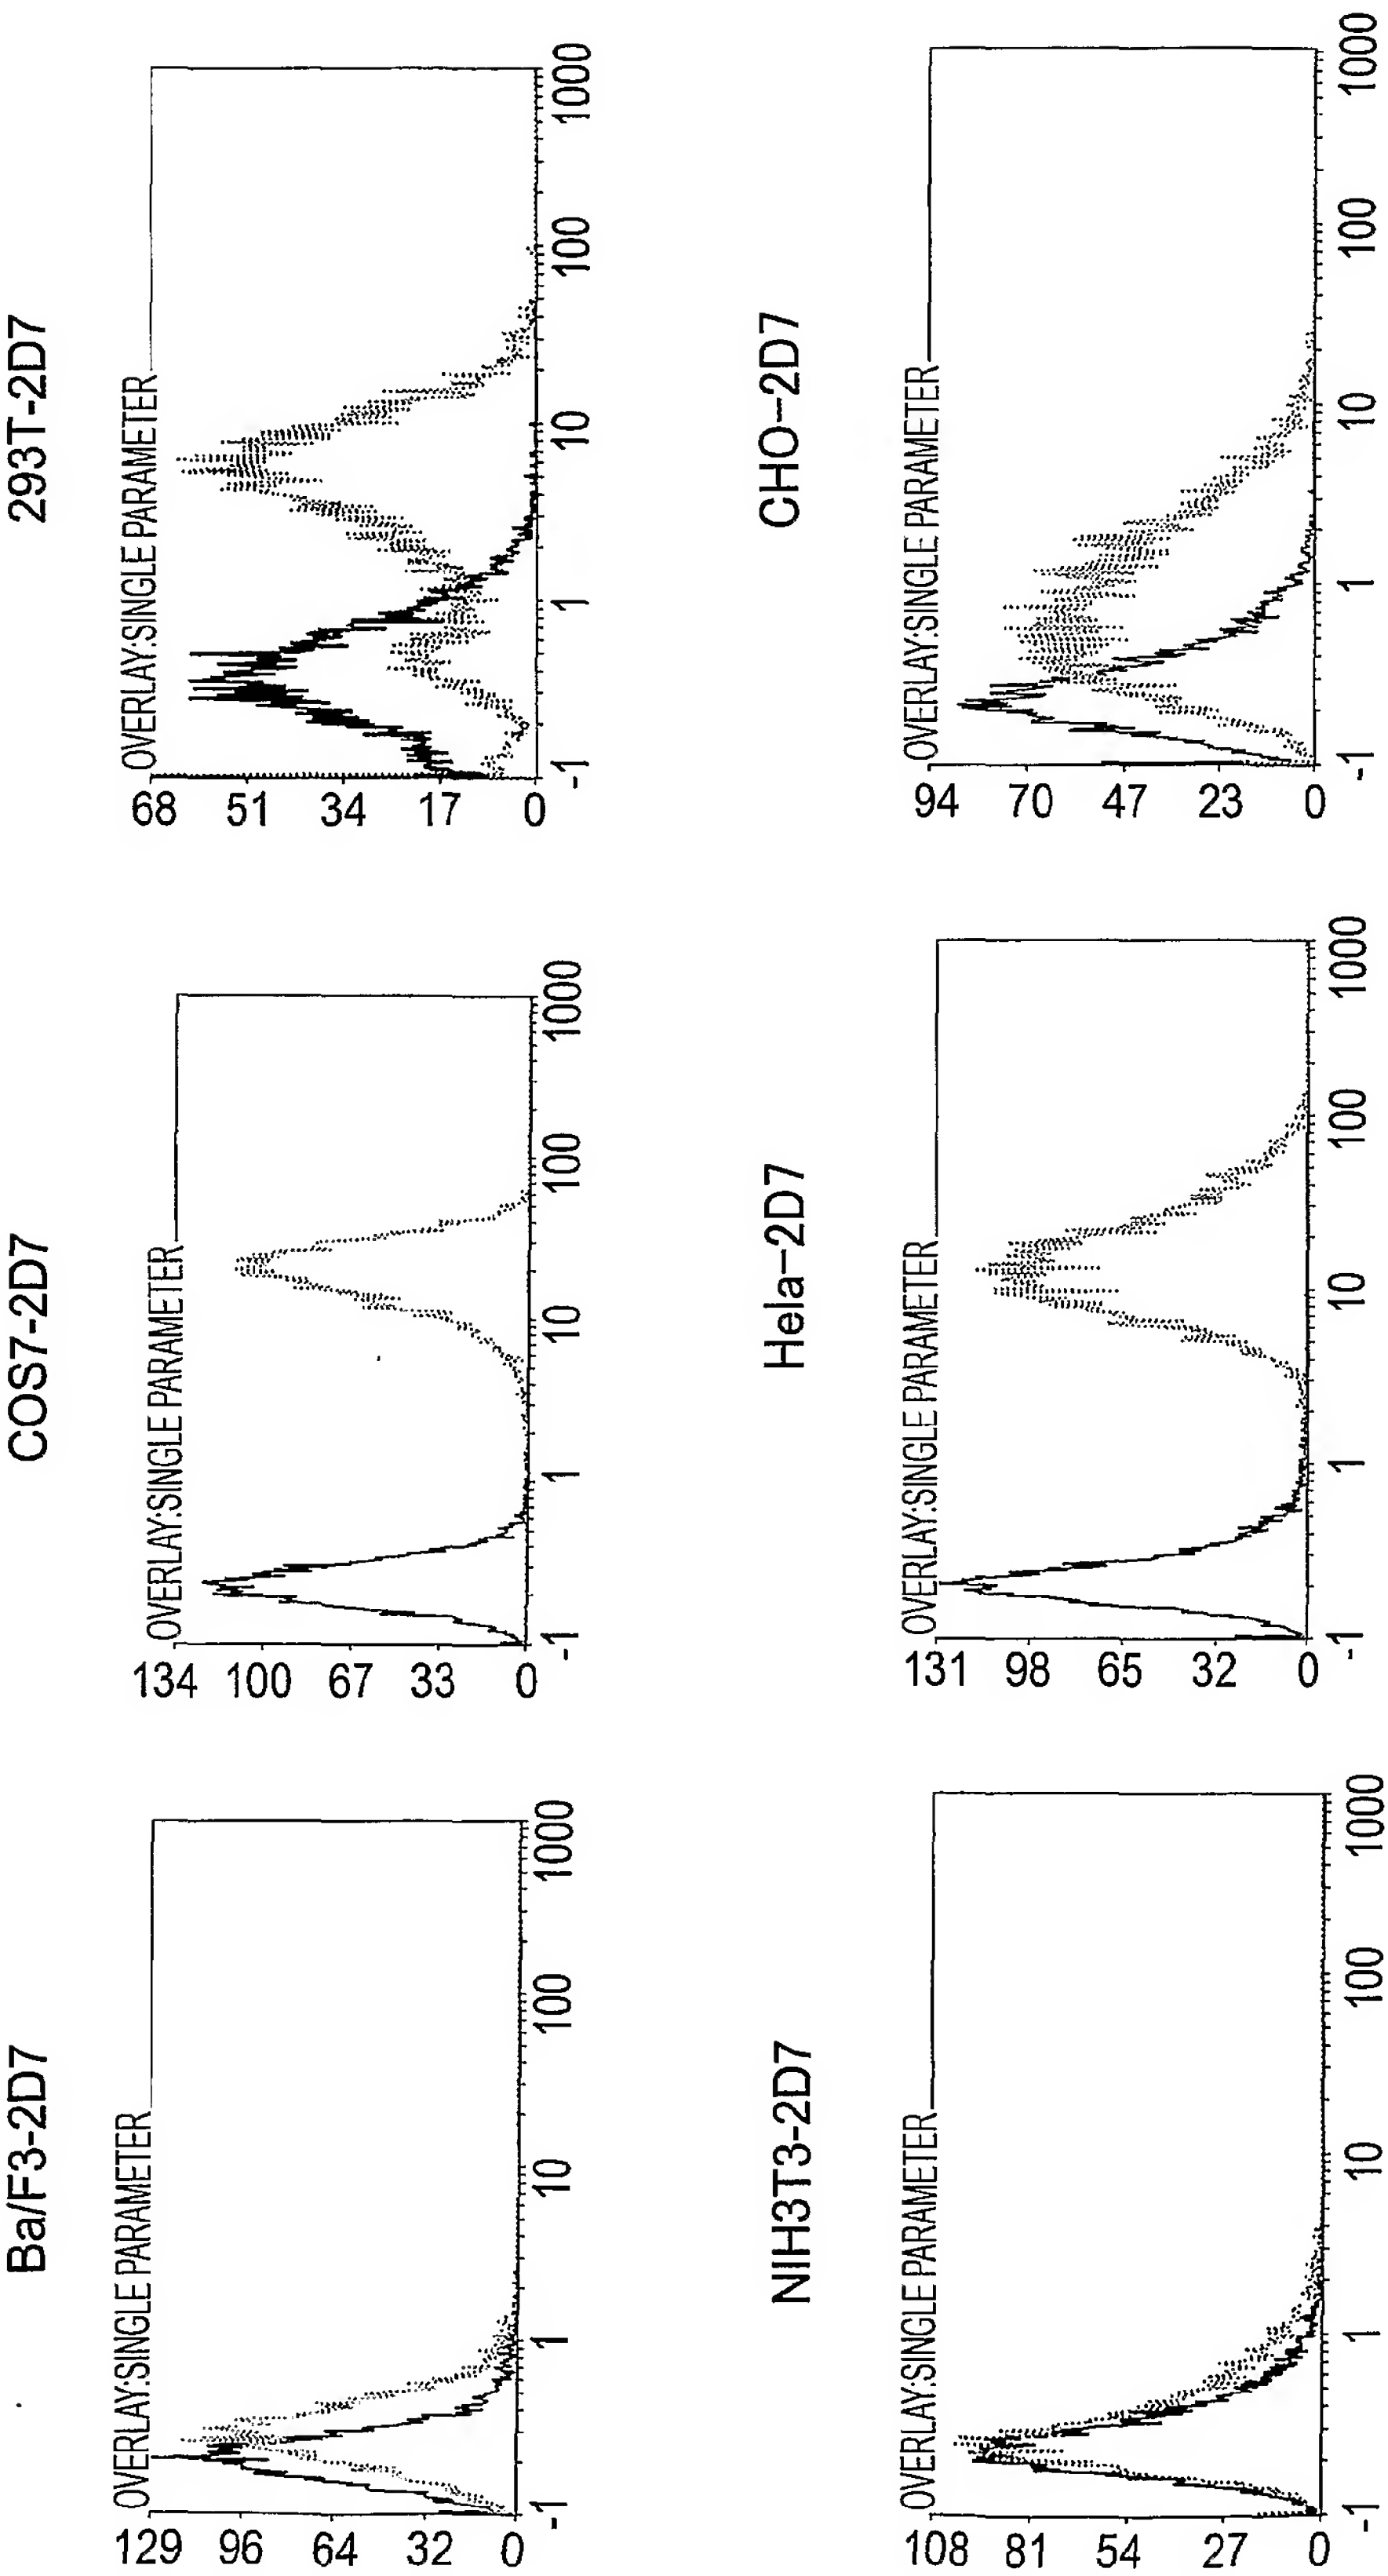 Ba/F3-2D7
OVERLAY:SINGLE PARAMETER
129
96
64
32
0
.1 1 10 100 1000
COS7-2D7
OVERLAY:SINGLE PARAMETER
134
100
67
33
0
.1 1 10 100 1000
293T-2D7
OVERLAY:SINGLE PARAMETER
68
51
34
17
0
.1 1 10 100 1000
NIH3T3-2D7
OVERLAY:SINGLE PARAMETER
108
81
54
27
0
.1 1 10 100 1000
Hela-2D7
OVERLAY:SINGLE PARAMETER
131
98
65
32
0
.1 1 10 100 1000
CHO-2D7
OVERLAY:SINGLE PARAMETER
94
70
47
23
0
.1 1 10 100 1000